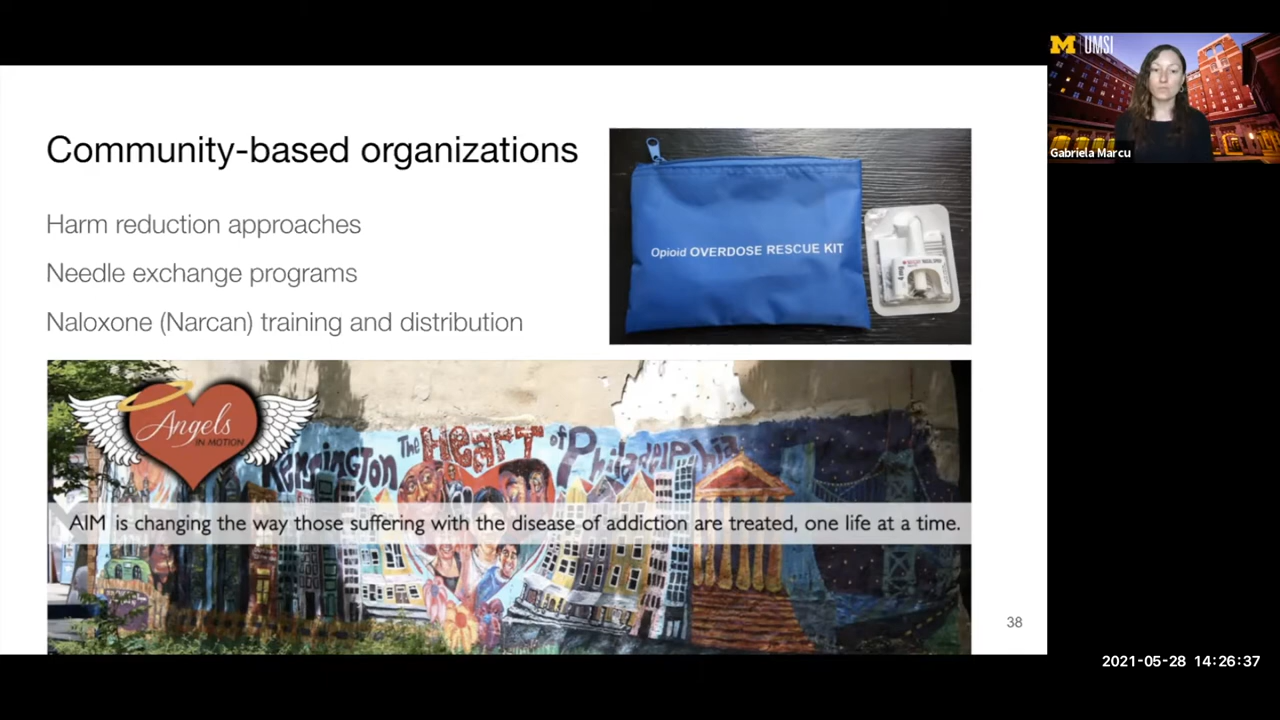 Community-based organizations
Harm reduction approaches
Needle exchange programs
Naloxone (Narcan) training and distribution
Opioid OVERDOSE RESCUE KIT
4 mg
Angels
IN MOTION
Kensington The Heart of Philadelphia
AIM is changing the way those suffering with the disease of addiction are treated, one life at a time.
38
M UMSI
Gabriela Marcu
2021-05-28 14:26:37